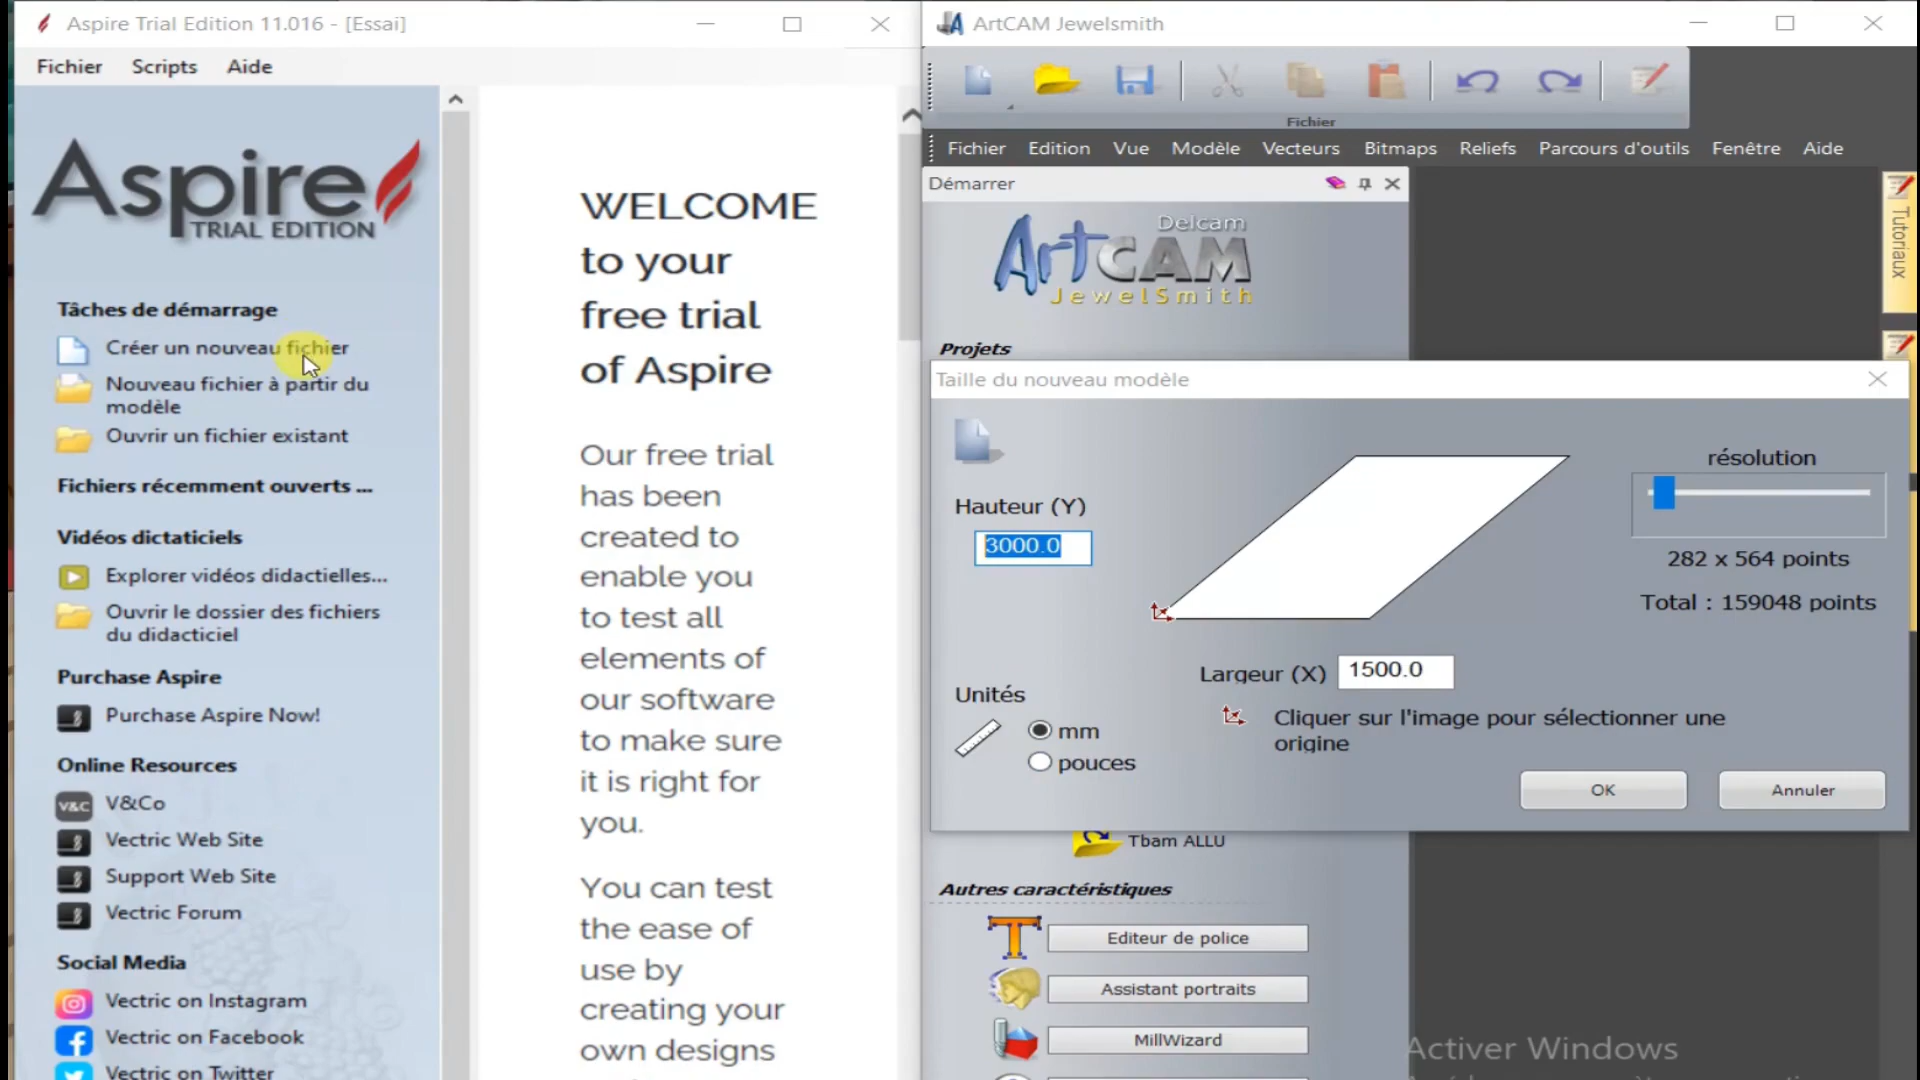 Aspire Trial Edition 11.016 - [Essai]
Fichier Scripts Aide
Aspire
TRIAL EDITION
Tâches de démarrage
Créer un nouveau fichier
Nouveau fichier à partir du
modèle
Ouvrir un fichier existant
Fichiers récemment ouverts ...
Vidéos dictaticiels
Explorer vidéos didactielles...
Ouvrir le dossier des fichiers
du didacticiel
Purchase Aspire
Purchase Aspire Now!
Online Resources
V&C V&Co
Vectric Web Site
Support Web Site
Vectric Forum
Social Media
Vectric on Instagram
Vectric on Facebook
Vectric on Twitter
WELCOME
to your
free trial
of Aspire
Our free trial
has been
created to
enable you
to test all
elements of
our software
to make sure
it is right for
you.
You can test
the ease of
use by
creating your
own designs
ArtCAM Jewelsmith
Fichier
Fichier Edition Vue Modèle Vecteurs Bitmaps Reliefs Parcours d'outils Fenêtre Aide
Démarrer
Delcam
ArtCAM
JewelSmith
Tutoriaux
Projets
Taille du nouveau modèle
Hauteur (Y)
3000.0
résolution
282 x 564 points
Total : 159048 points
Largeur (X) 1500.0
Unités
mm
pouces
Cliquer sur l'image pour sélectionner une
origine
OK Annuler
Tbam ALLU
Autres caractéristiques
Editeur de police
Assistant portraits
MillWizard
Activer Windows